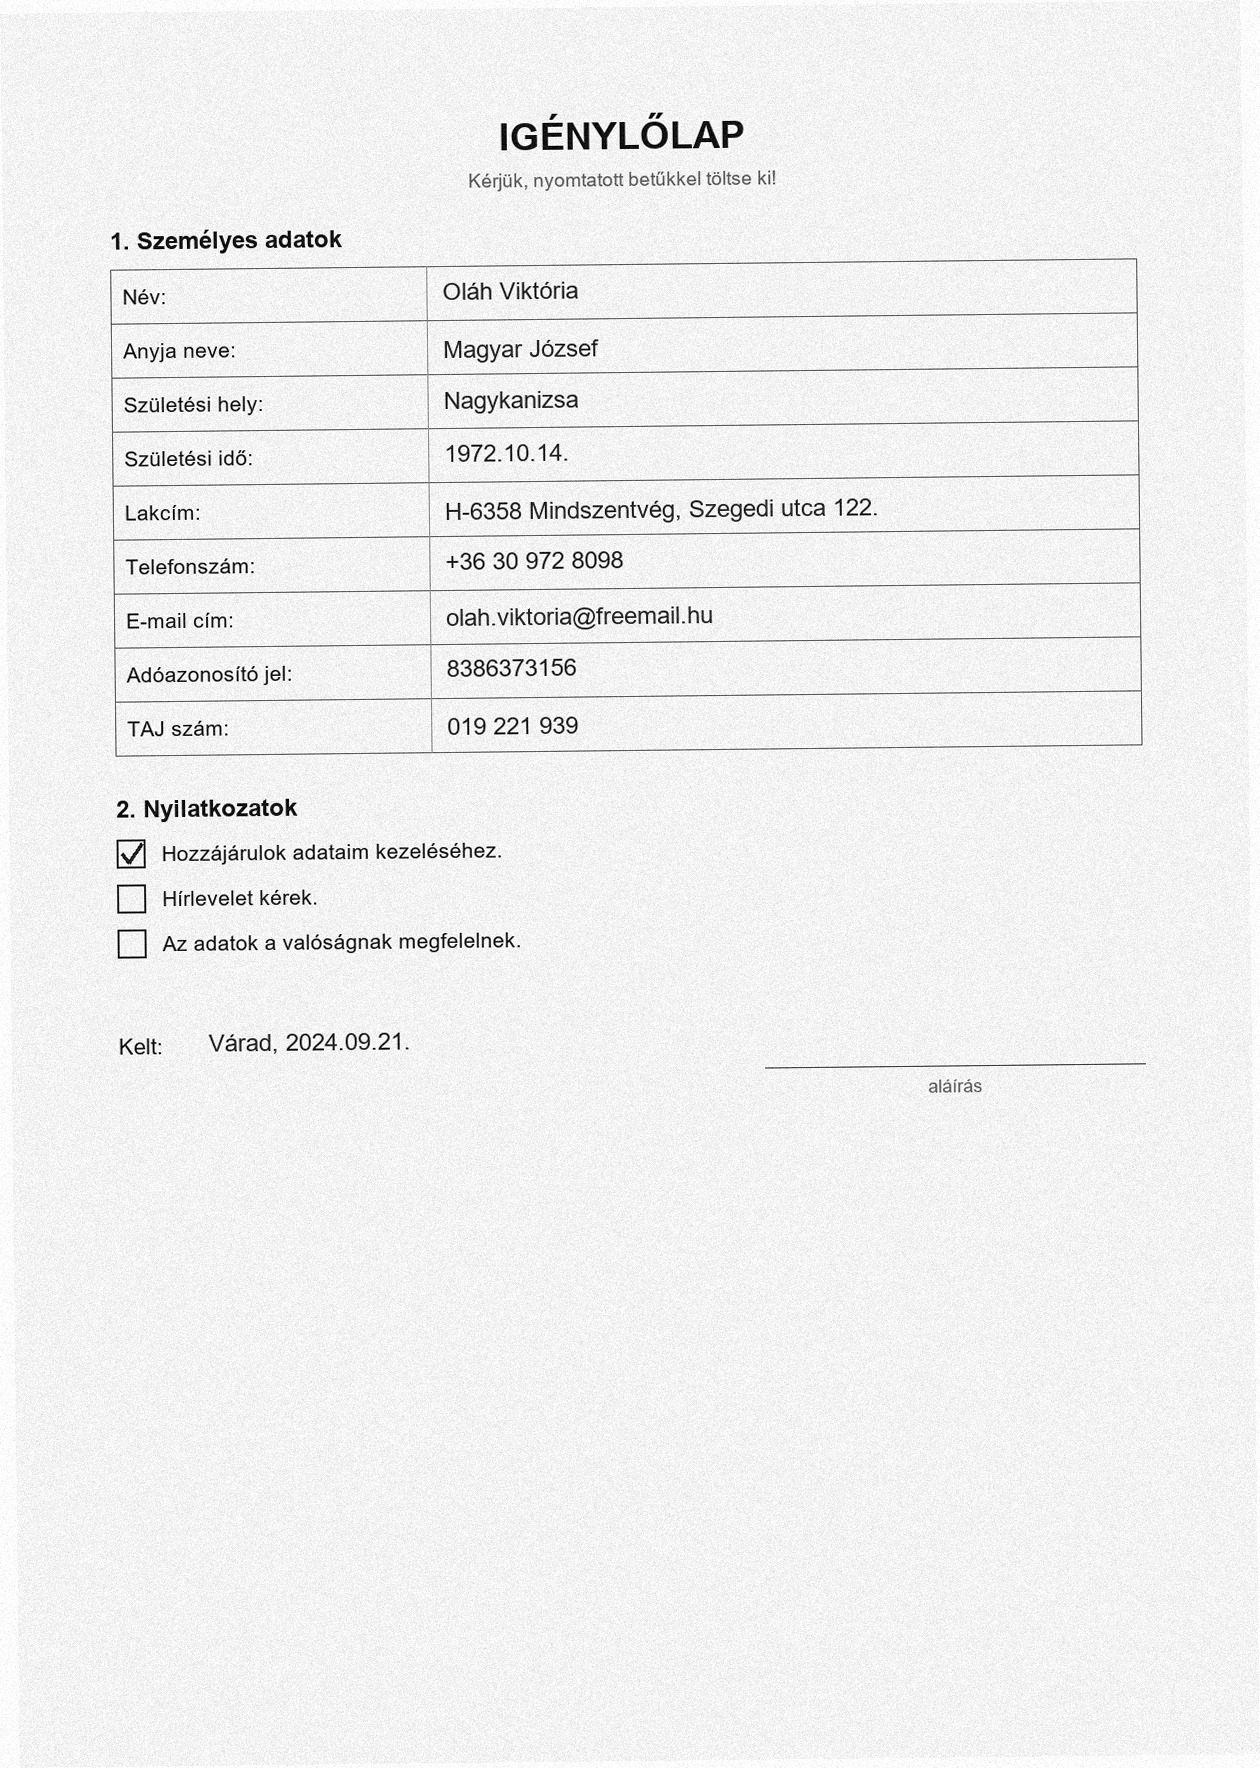 IGÉNYLŐLAP
Kérjük, nyomtatott betűkkel töltse ki!
1. Személyes adatok
Név: Oláh Viktória
Anyja neve: Magyar József
Születési hely: Nagykanizsa
Születési idő: 1972.10.14.
Lakcím: H-6358 Mindszentvég, Szegedi utca 122.
Telefonszám: +36 30 972 8098
E-mail cím: olah.viktoria@freemail.hu
Adóazonosító jel: 8386373156
TAJ szám: 019 221 939
2. Nyilatkozatok
Hozzájárulok adataim kezeléséhez.
Hírlevelet kérek.
Az adatok a valóságnak megfelelnek.
Kelt: Várad, 2024.09.21.
aláírás